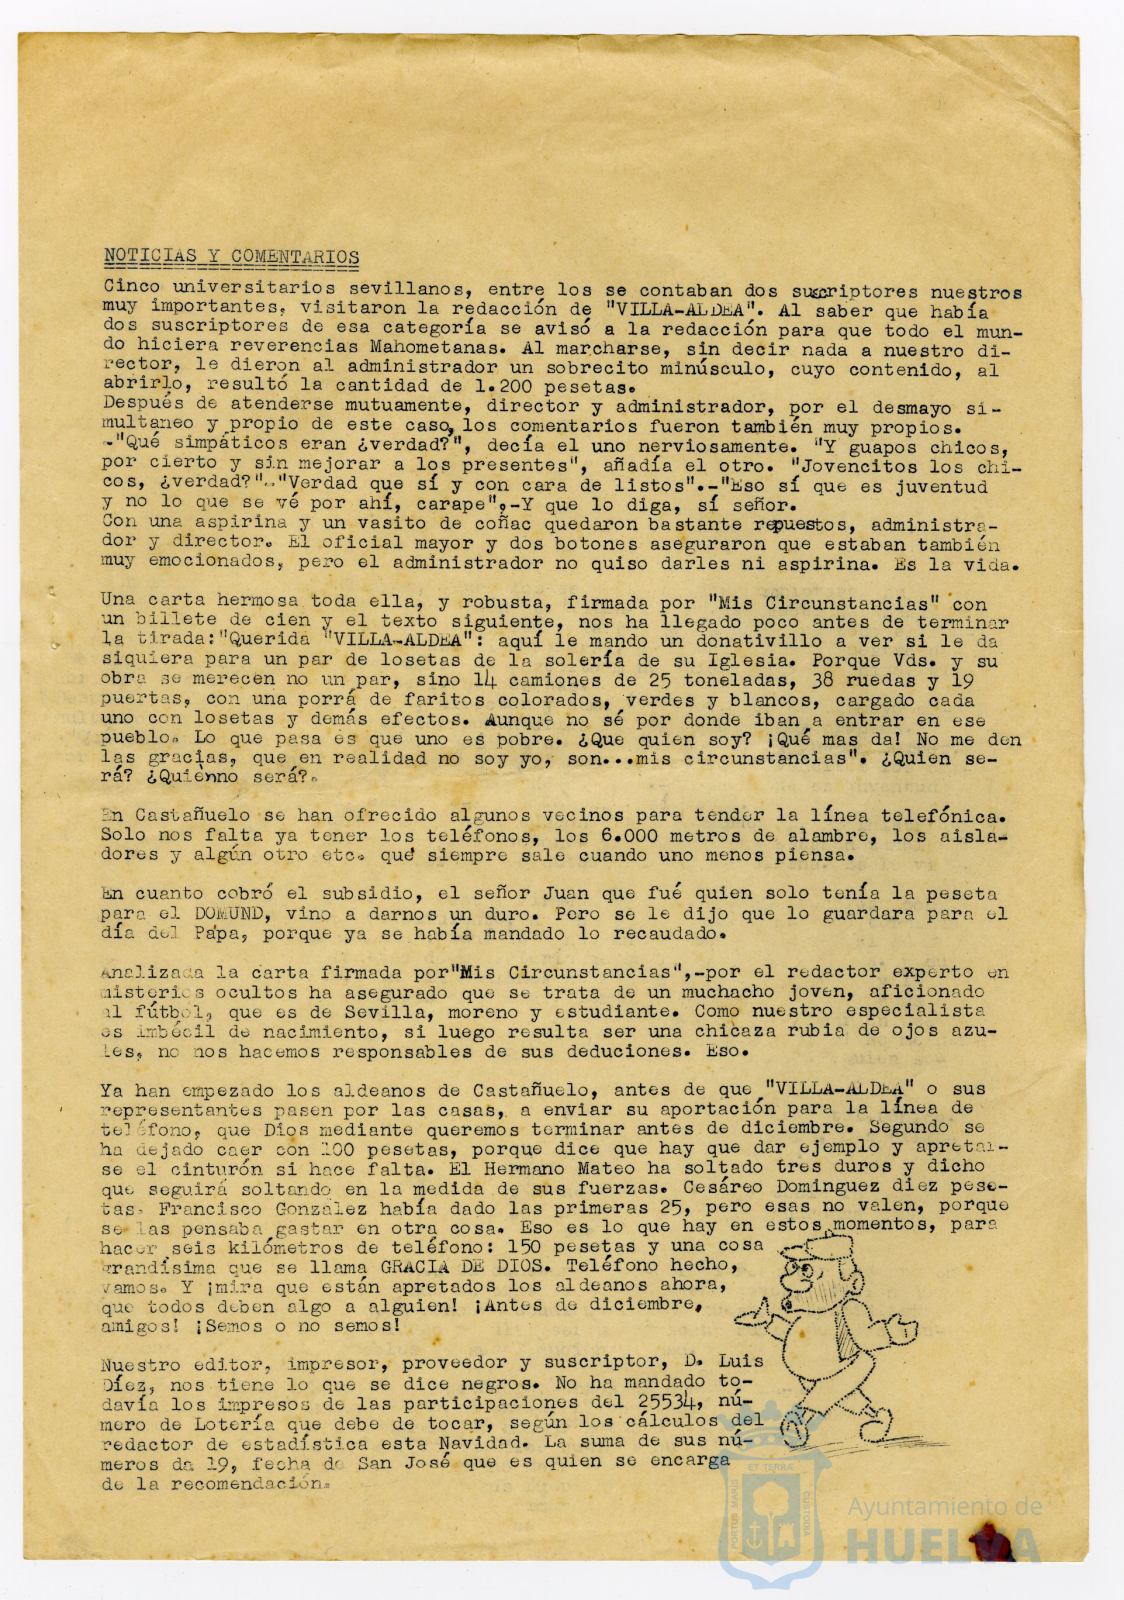 NOTICIAS Y COMENTARIOS
Cinco universitarios sevillanos, entre los se contaban dos suscriptores nuestros
muy importantes, visitaron la redacción de "VILLA-ALDEA". Al saber que había
dos suscriptores de esa categoría se avisó a la redacción para que todo el mun-
do hiciera reverencias Mahometanas. Al marcharse, sin decir nada a nuestro di-
rector, le dieron al administrador un sobrecito minúsculo, cuyo contenido, al
abrirlo, resultó la cantidad de 1.200 pesetas.
Después de atenderse mutuamente, director y administrador, por el desmayo si-
multaneo y propio de este caso, los comentarios fueron también muy propios.
-"Qué simpáticos eran ¿verdad?", decía el uno nerviosamente. "Y guapos chicos,
por cierto y sin mejorar a los presentes", añadía el otro. "Jovencitos los chi-
cos, ¿verdad?".-"Verdad que sí y con cara de listos".-"Eso sí que es juventud
y no lo que se vé por ahí, carape".-Y que lo diga, sí señor.
Con una aspirina y un vasito de coñac quedaron bastante repuestos, administra-
dor y director. El oficial mayor y dos botones aseguraron que estaban también
muy emocionados, pero el administrador no quiso darles ni aspirina. Es la vida.
Una carta hermosa toda ella, y robusta, firmada por "Mis Circunstancias" con
un billete de cien y el texto siguiente, nos ha llegado poco antes de terminar
la tirada:"Querida "VILLA-ALDEA": aquí le mando un donativillo a ver si le da
siquiera para un par de losetas de la solería de su Iglesia. Porque Vds. y su
obra se merecen no un par, sino 14 camiones de 25 toneladas, 38 ruedas y 19
puertas, con una porrá de faritos colorados, verdes y blancos, cargado cada
uno con losetas y demás efectos. Aunque no sé por donde iban a entrar en ese
pueblo. Lo que pasa es que uno es pobre. ¿Que quien soy? ¡Qué mas da! No me den
las gracias, que en realidad no soy yo, son...mis circunstancias". ¿Quien se-
rá? ¿Quiénno será?.
En Castañuelo se han ofrecido algunos vecinos para tender la línea telefónica.
Solo nos falta ya tener los teléfonos, los 6.000 metros de alambre, los aisla-
dores y algún otro etc. que siempre sale cuando uno menos piensa.
En cuanto cobró el subsidio, el señor Juan que fué quien solo tenía la peseta
para el DOMUND, vino a darnos un duro. Pero se le dijo que lo guardara para el
día del Papa, porque ya se había mandado lo recaudado.
Analizada la carta firmada por"Mis Circunstancias",-por el redactor experto en
misterios ocultos ha asegurado que se trata de un muchacho joven, aficionado
al fútbol, que es de Sevilla, moreno y estudiante. Como nuestro especialista
es imbécil de nacimiento, si luego resulta ser una chicaza rubia de ojos azu-
les, no nos hacemos responsables de sus deducciones. Eso.
Ya han empezado los aldeanos de Castañuelo, antes de que "VILLA-ALDEA" o sus
representantes pasen por las casas, a enviar su aportación para la línea de
teléfono, que Dios mediante queremos terminar antes de diciembre. Segundo se
ha dejado caer con 100 pesetas, porque dice que hay que dar ejemplo y apretar-
se el cinturón si hace falta. El Hermano Mateo ha soltado tres duros y dicho
que seguirá soltando en la medida de sus fuerzas. Cesáreo Dominguez diez pese-
tas. Francisco González había dado las primeras 25, pero esas no valen, porque
se las pensaba gastar en otra cosa. Eso es lo que hay en estos momentos, para
hacer seis kilómetros de teléfono: 150 pesetas y una cosa
grandísima que se llama GRACIA DE DIOS. Teléfono hecho,
vamos. Y ¡mira que están apretados los aldeanos ahora,
que todos deben algo a alguien! ¡Antes de diciembre,
amigos! ¡Semos o no semos!
Nuestro editor, impresor, proveedor y suscriptor, D. Luis
Díez, nos tiene lo que se dice negros. No ha mandado to-
davía los impresos de las participaciones del 25534, nú-
mero de Lotería que debe de tocar, según los cálculos del
redactor de estadística esta Navidad. La suma de sus nú-
meros da 19, fecha de San José que es quien se encarga
de la recomendación.
PORTUS MARIS ET TERRÆ CUSTODIA
Ayuntamiento de
HUELVA